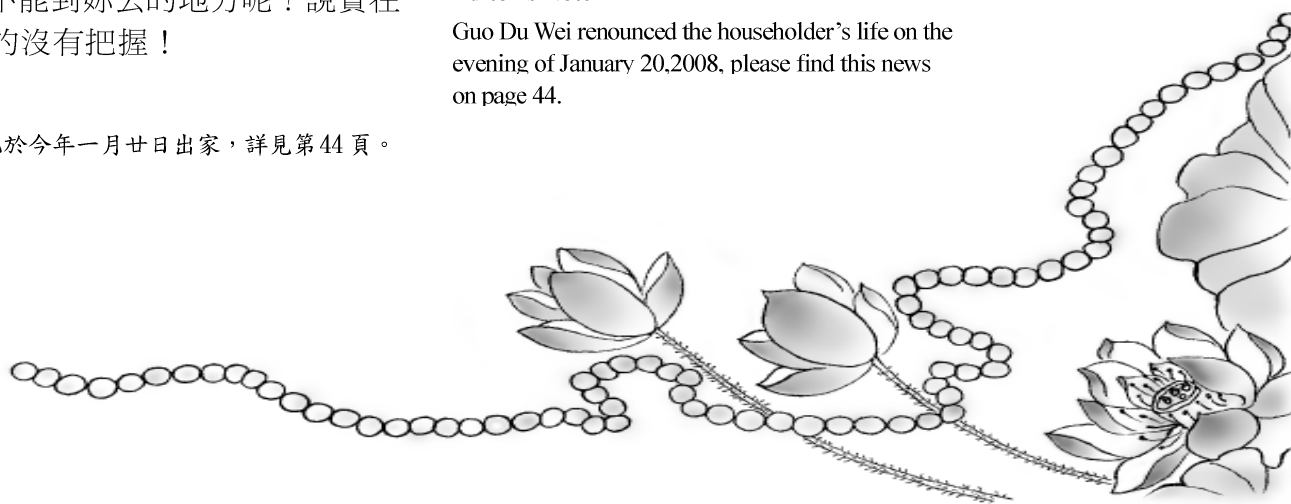 不能到妳去的地方呢！說實在
的沒有把握！
於今年一月廿日出家，詳見第44頁。
Guo Du Wei renounced the householder’s life on the
evening of January 20,2008, please find this news
on page 44.